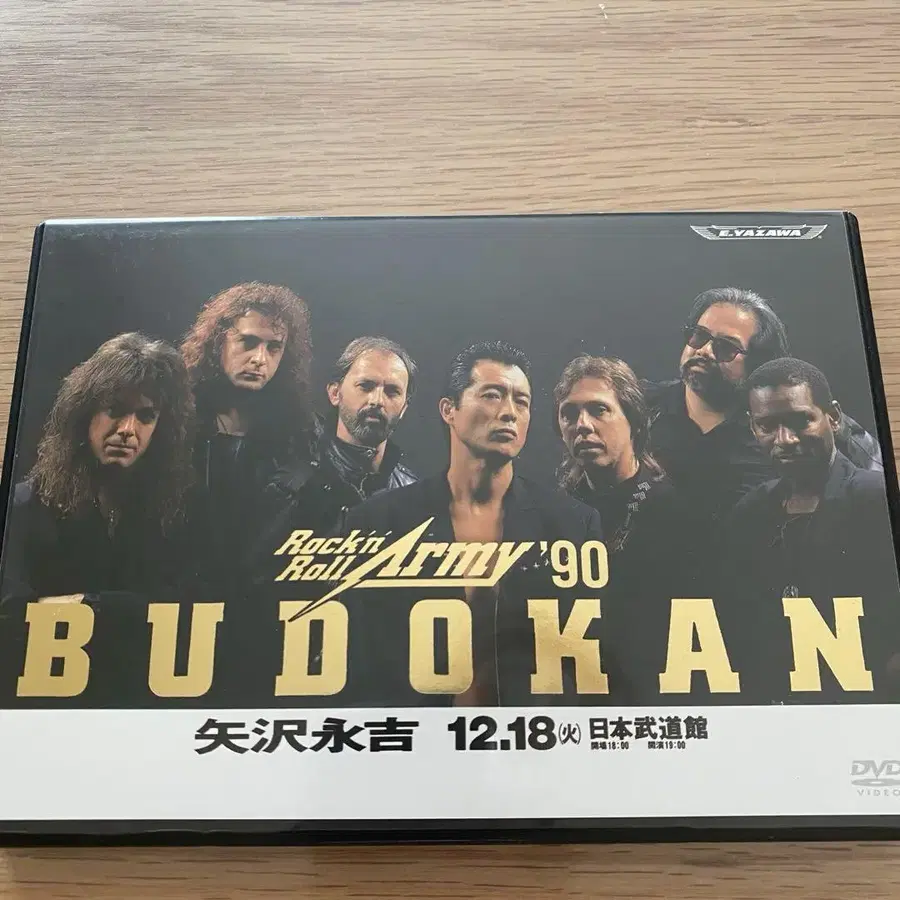 E.YAZAWA
Rock'n'
Roll Army '90
BUDOKAN
矢沢永吉 12.18(火) 日本武道館
開場18:00 開演19:00
DVD
VIDEO